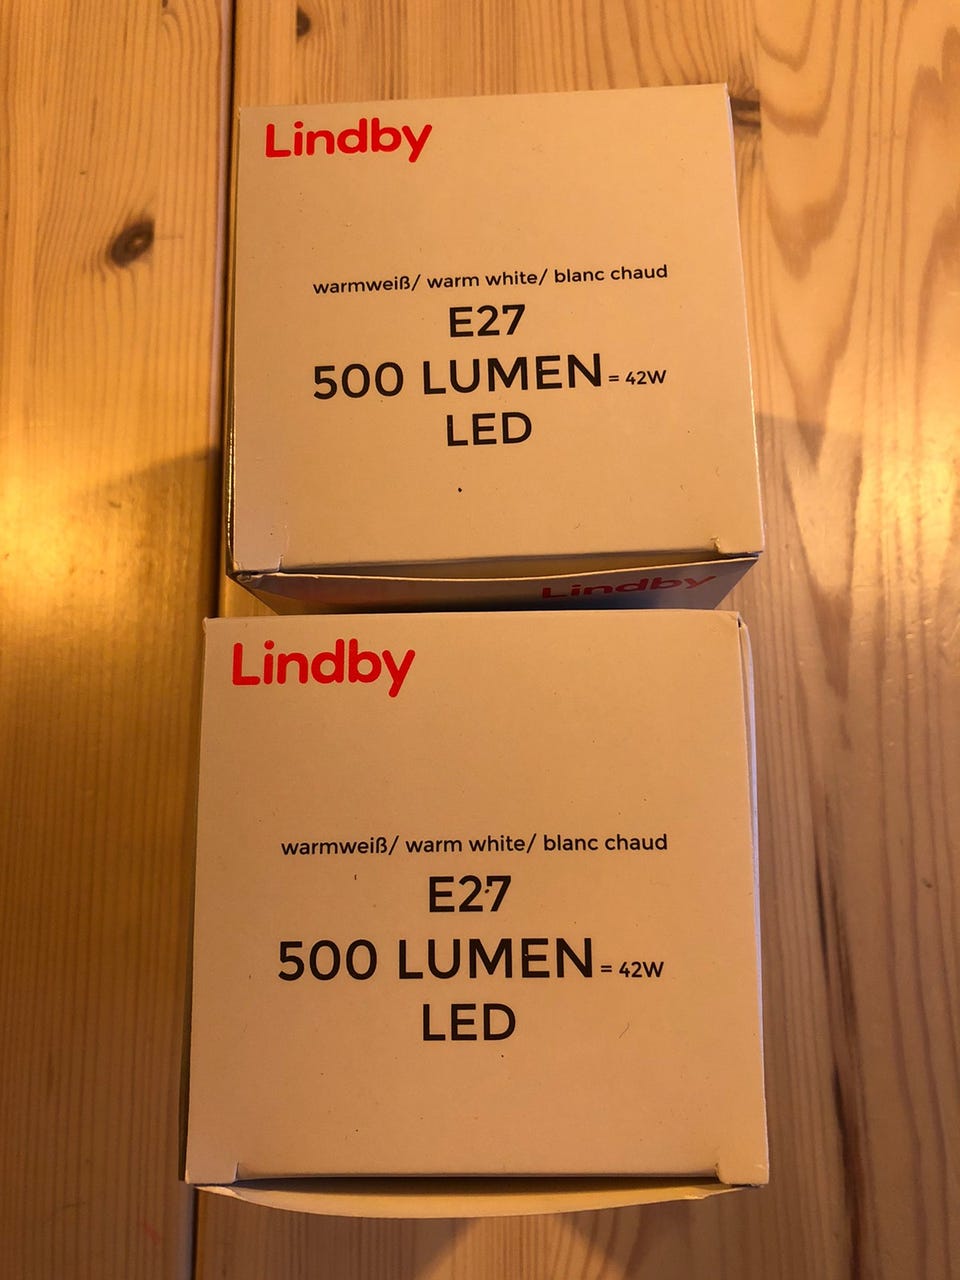 Lindby
warmweiß/ warm white/ blanc chaud
E27
500 LUMEN = 42W
LED
Lindby
Lindby
warmweiß/ warm white/ blanc chaud
E27
500 LUMEN = 42W
LED